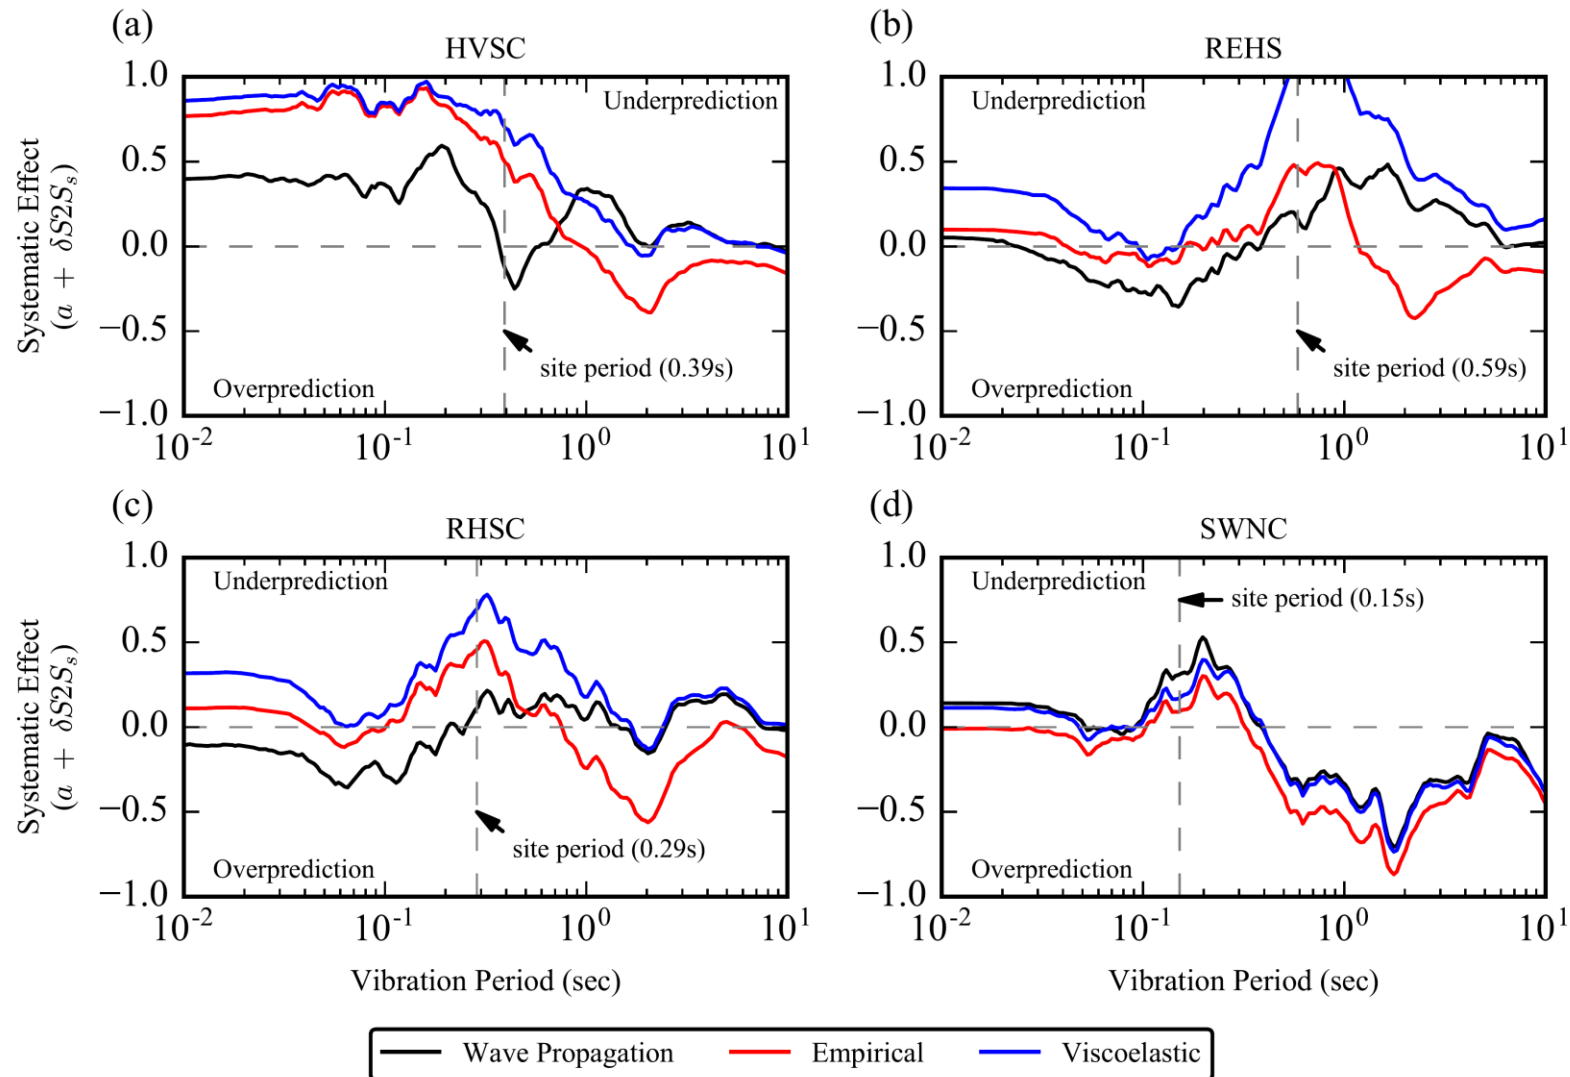 (a)
HVSC
Systematic Effect
(a + δS2Sₛ)
1.0
0.5
0.0
−0.5
−1.0
Underprediction
Overprediction
site period (0.39s)
10⁻² 10⁻¹ 10⁰ 10¹
(b)
REHS
1.0
0.5
0.0
−0.5
−1.0
Underprediction
Overprediction
site period (0.59s)
10⁻² 10⁻¹ 10⁰ 10¹
(c)
RHSC
Systematic Effect
(a + δS2Sₛ)
1.0
0.5
0.0
−0.5
−1.0
Underprediction
Overprediction
site period (0.29s)
10⁻² 10⁻¹ 10⁰ 10¹
Vibration Period (sec)
(d)
SWNC
1.0
0.5
0.0
−0.5
−1.0
Underprediction
site period (0.15s)
Overprediction
10⁻² 10⁻¹ 10⁰ 10¹
Vibration Period (sec)
Wave Propagation Empirical Viscoelastic